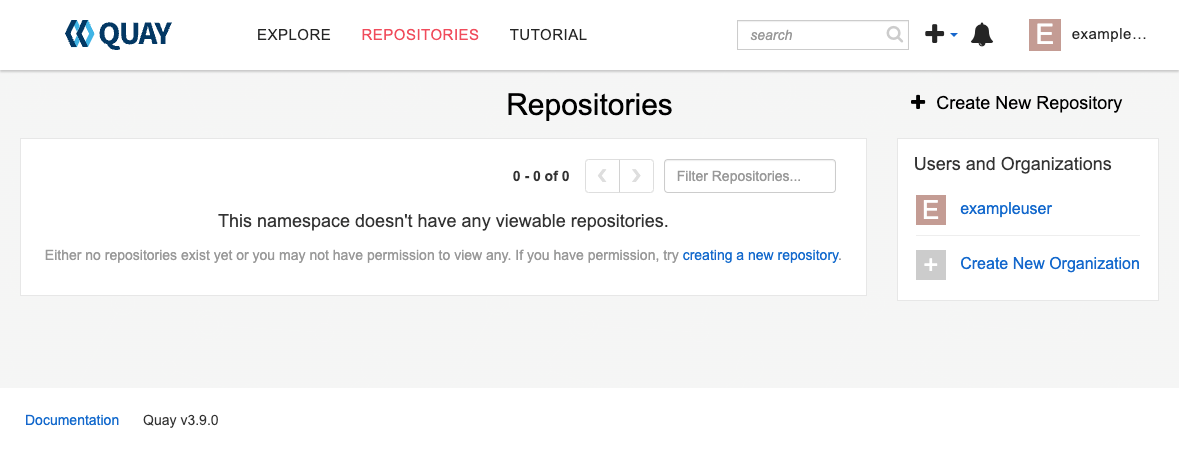 QUAY EXPLORE REPOSITORIES TUTORIAL search E example...
Repositories
Create New Repository
0 - 0 of 0 Filter Repositories...
This namespace doesn't have any viewable repositories.
Either no repositories exist yet or you may not have permission to view any. If you have permission, try creating a new repository.
Users and Organizations
E exampleuser
Create New Organization
Documentation Quay v3.9.0